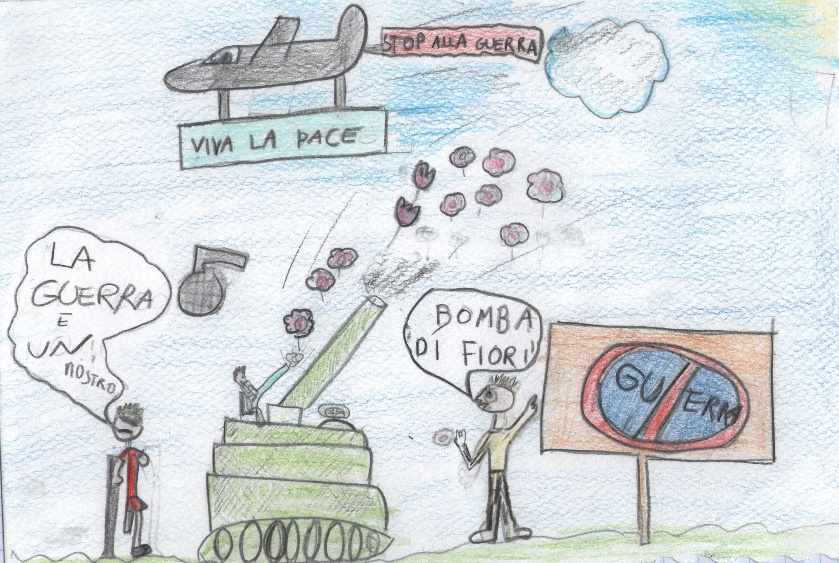 STOP ALLA GUERRA
VIVA LA PACE
LA
GUERRA
E
UN
NOSTRO
BOMBA
DI FIORI
GUERRA